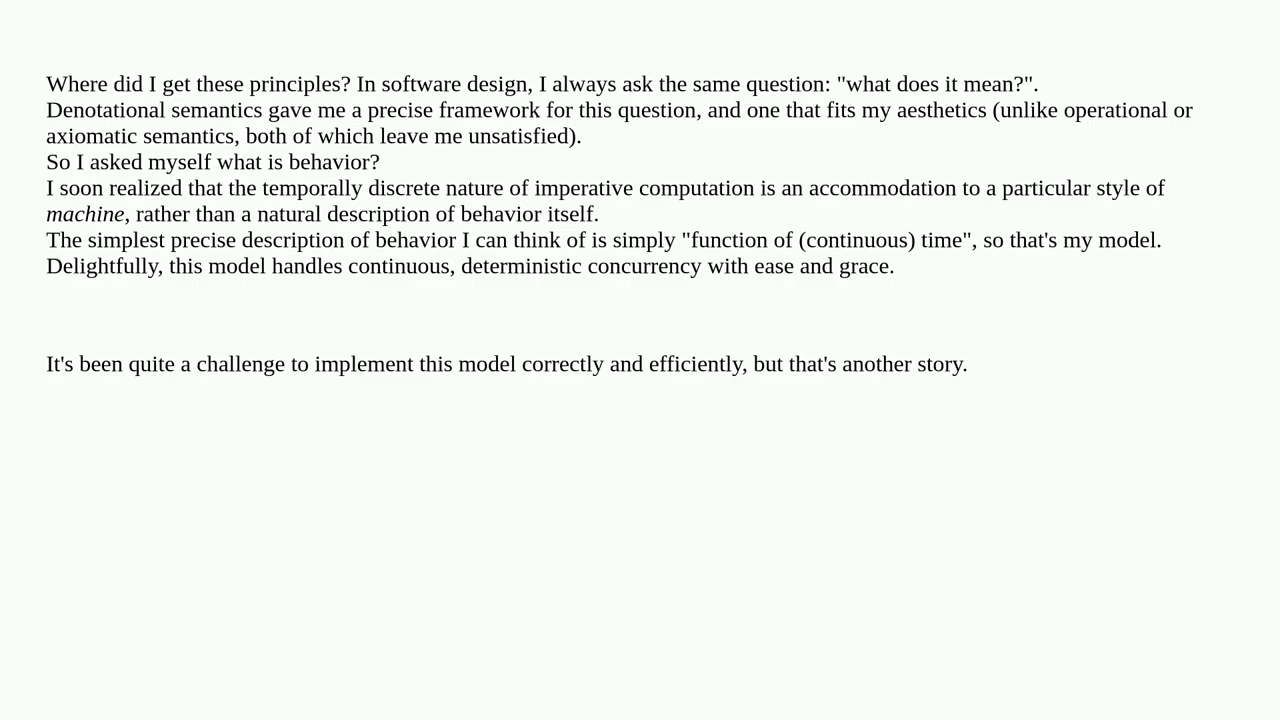 Where did I get these principles? In software design, I always ask the same question: "what does it mean?".
Denotational semantics gave me a precise framework for this question, and one that fits my aesthetics (unlike operational or
axiomatic semantics, both of which leave me unsatisfied).
So I asked myself what is behavior?
I soon realized that the temporally discrete nature of imperative computation is an accommodation to a particular style of
machine, rather than a natural description of behavior itself.
The simplest precise description of behavior I can think of is simply "function of (continuous) time", so that's my model.
Delightfully, this model handles continuous, deterministic concurrency with ease and grace.
It's been quite a challenge to implement this model correctly and efficiently, but that's another story.